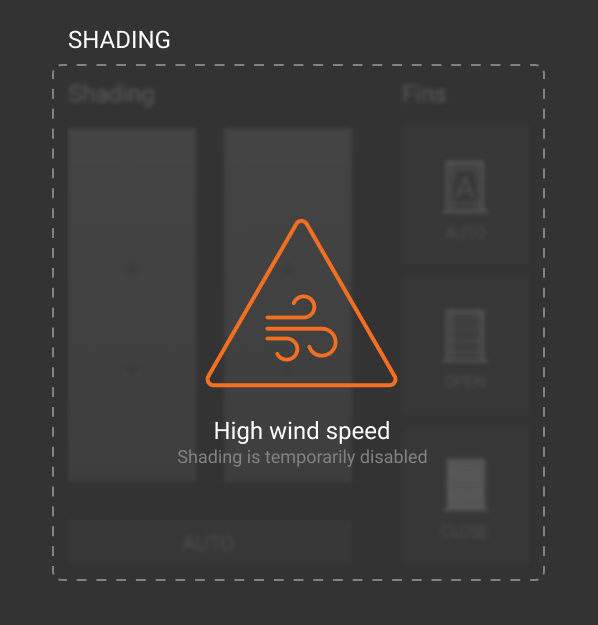 SHADING
Shading
Fins
AUTO
OPEN
High wind speed
Shading is temporarily disabled
CLOSE
AUTO